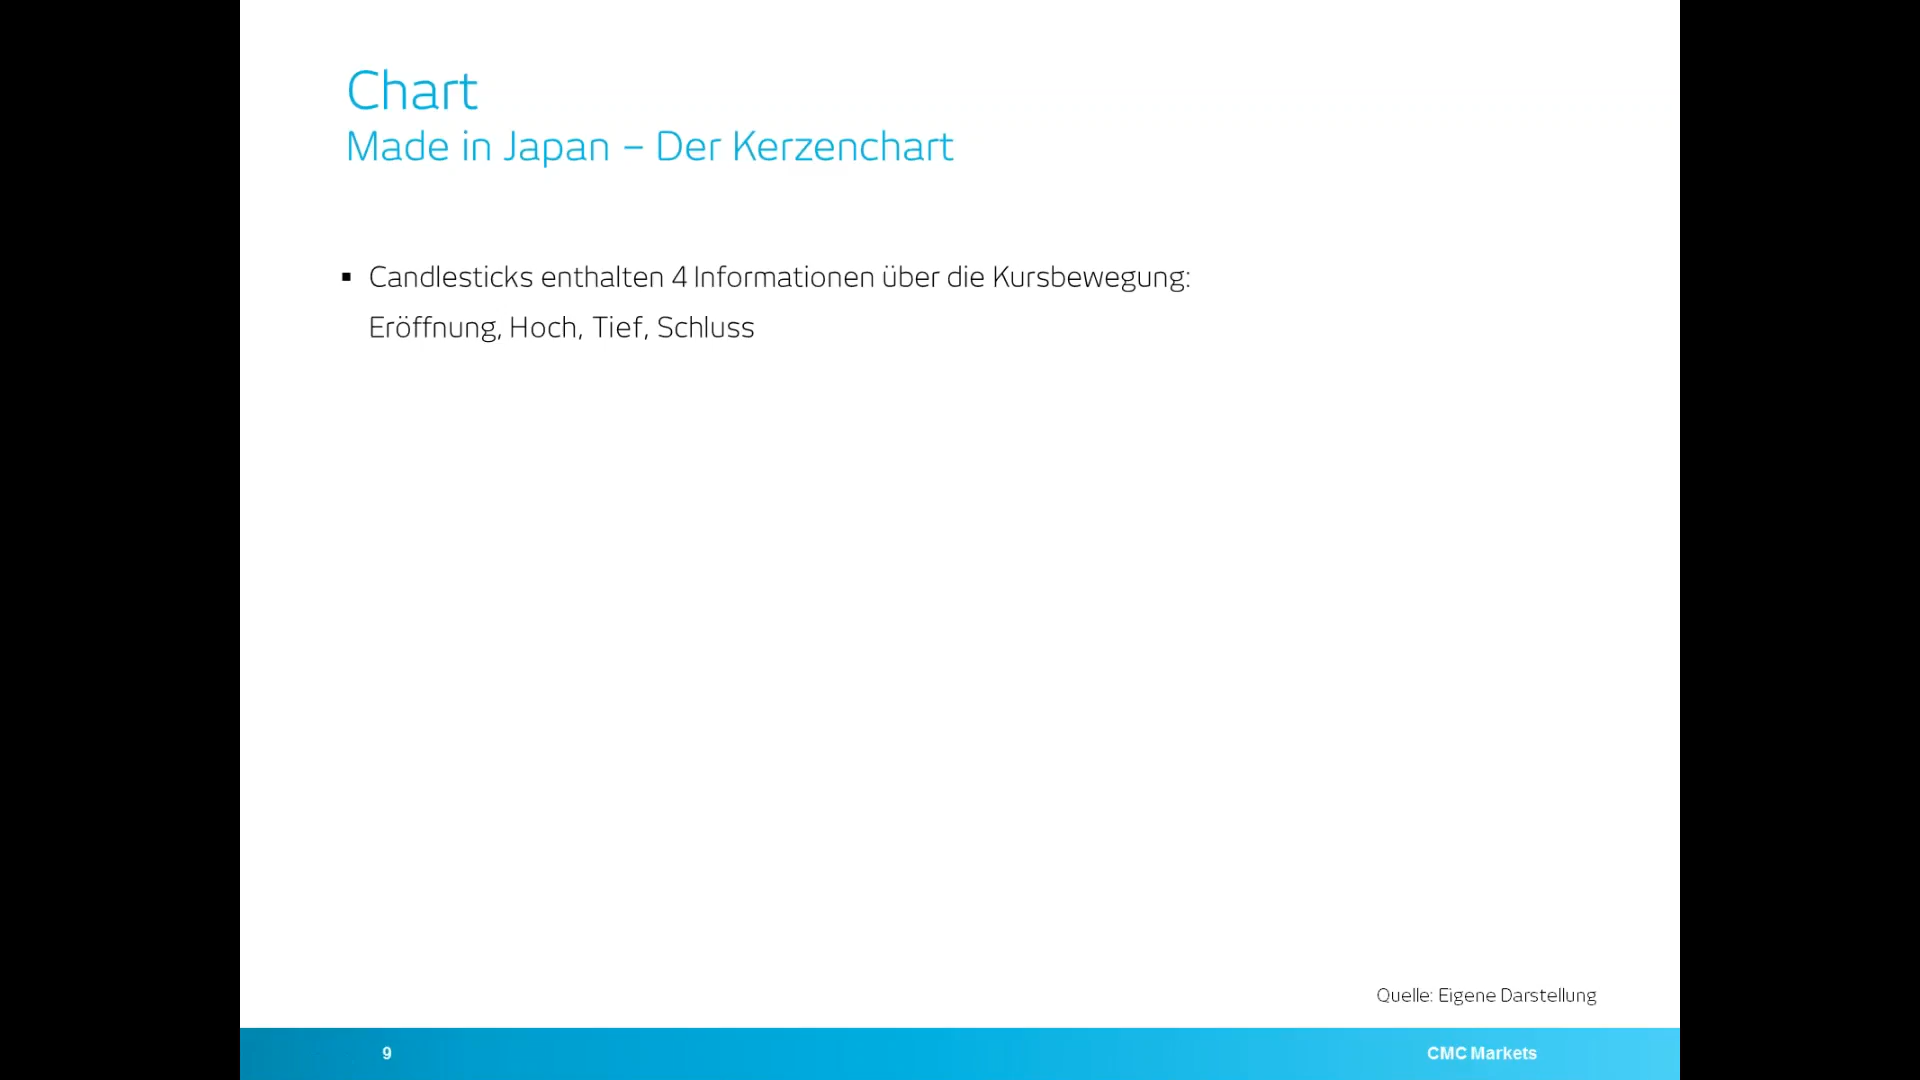 Chart
Made in Japan – Der Kerzenchart
▪ Candlesticks enthalten 4 Informationen über die Kursbewegung:
Eröffnung, Hoch, Tief, Schluss
Quelle: Eigene Darstellung
9
CMC Markets